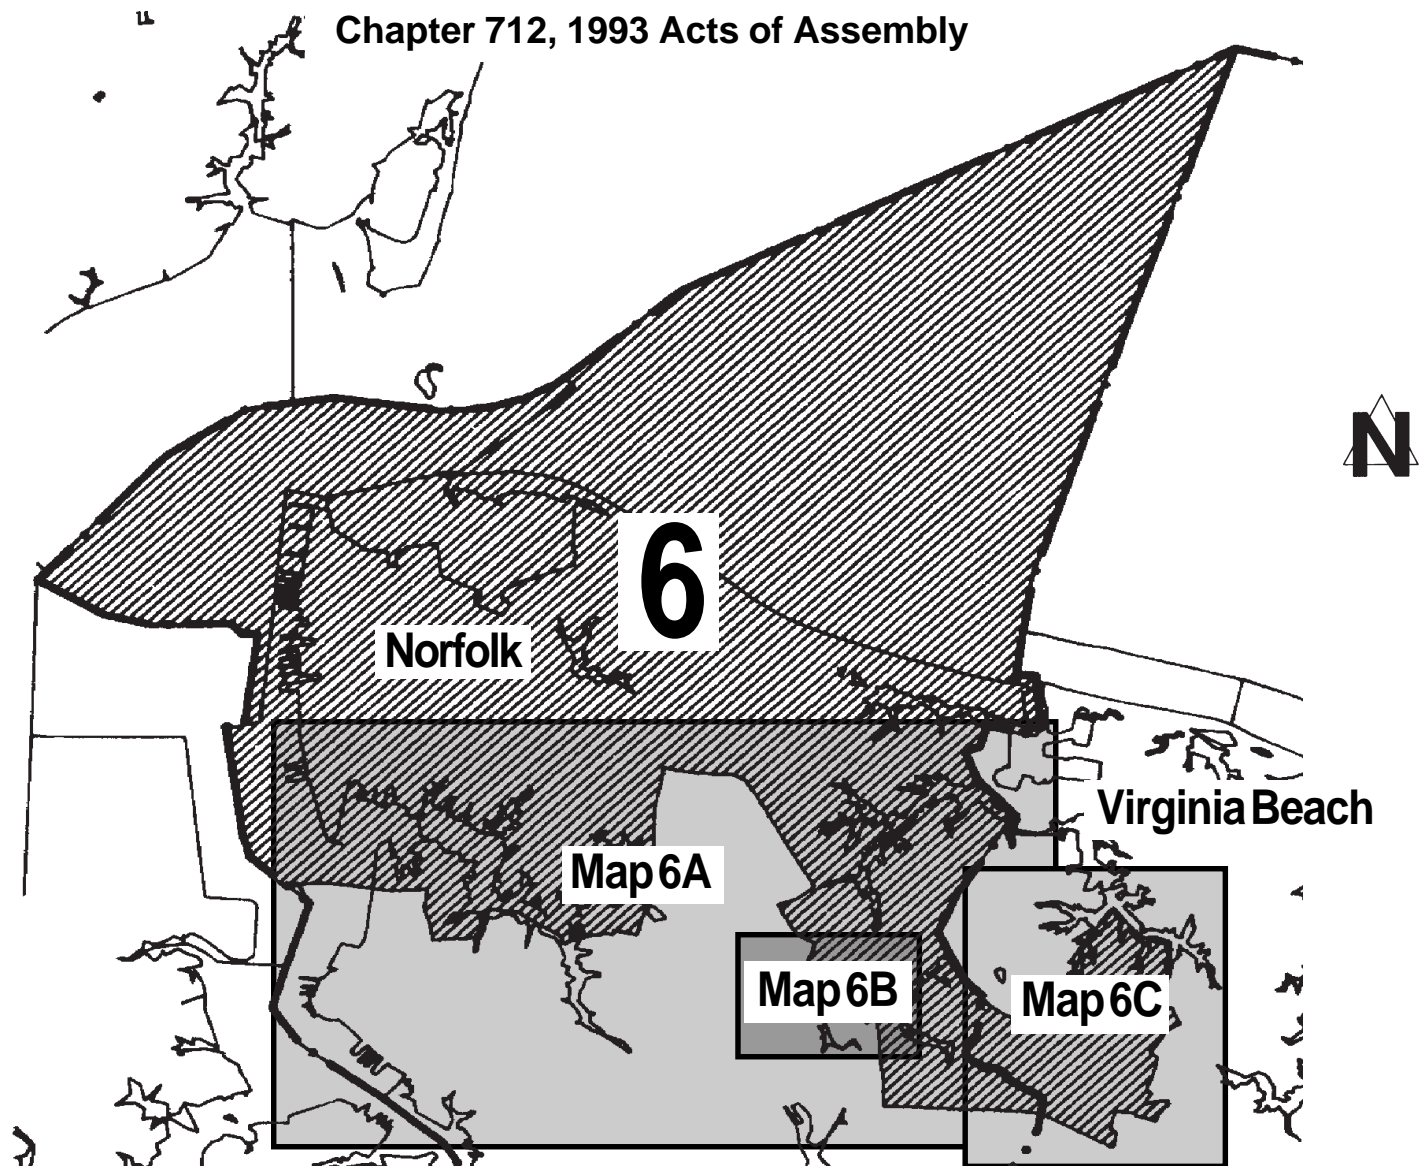 Chapter 712, 1993 Acts of Assembly
N
6
Norfolk
Virginia Beach
Map 6A
Map 6B
Map 6C